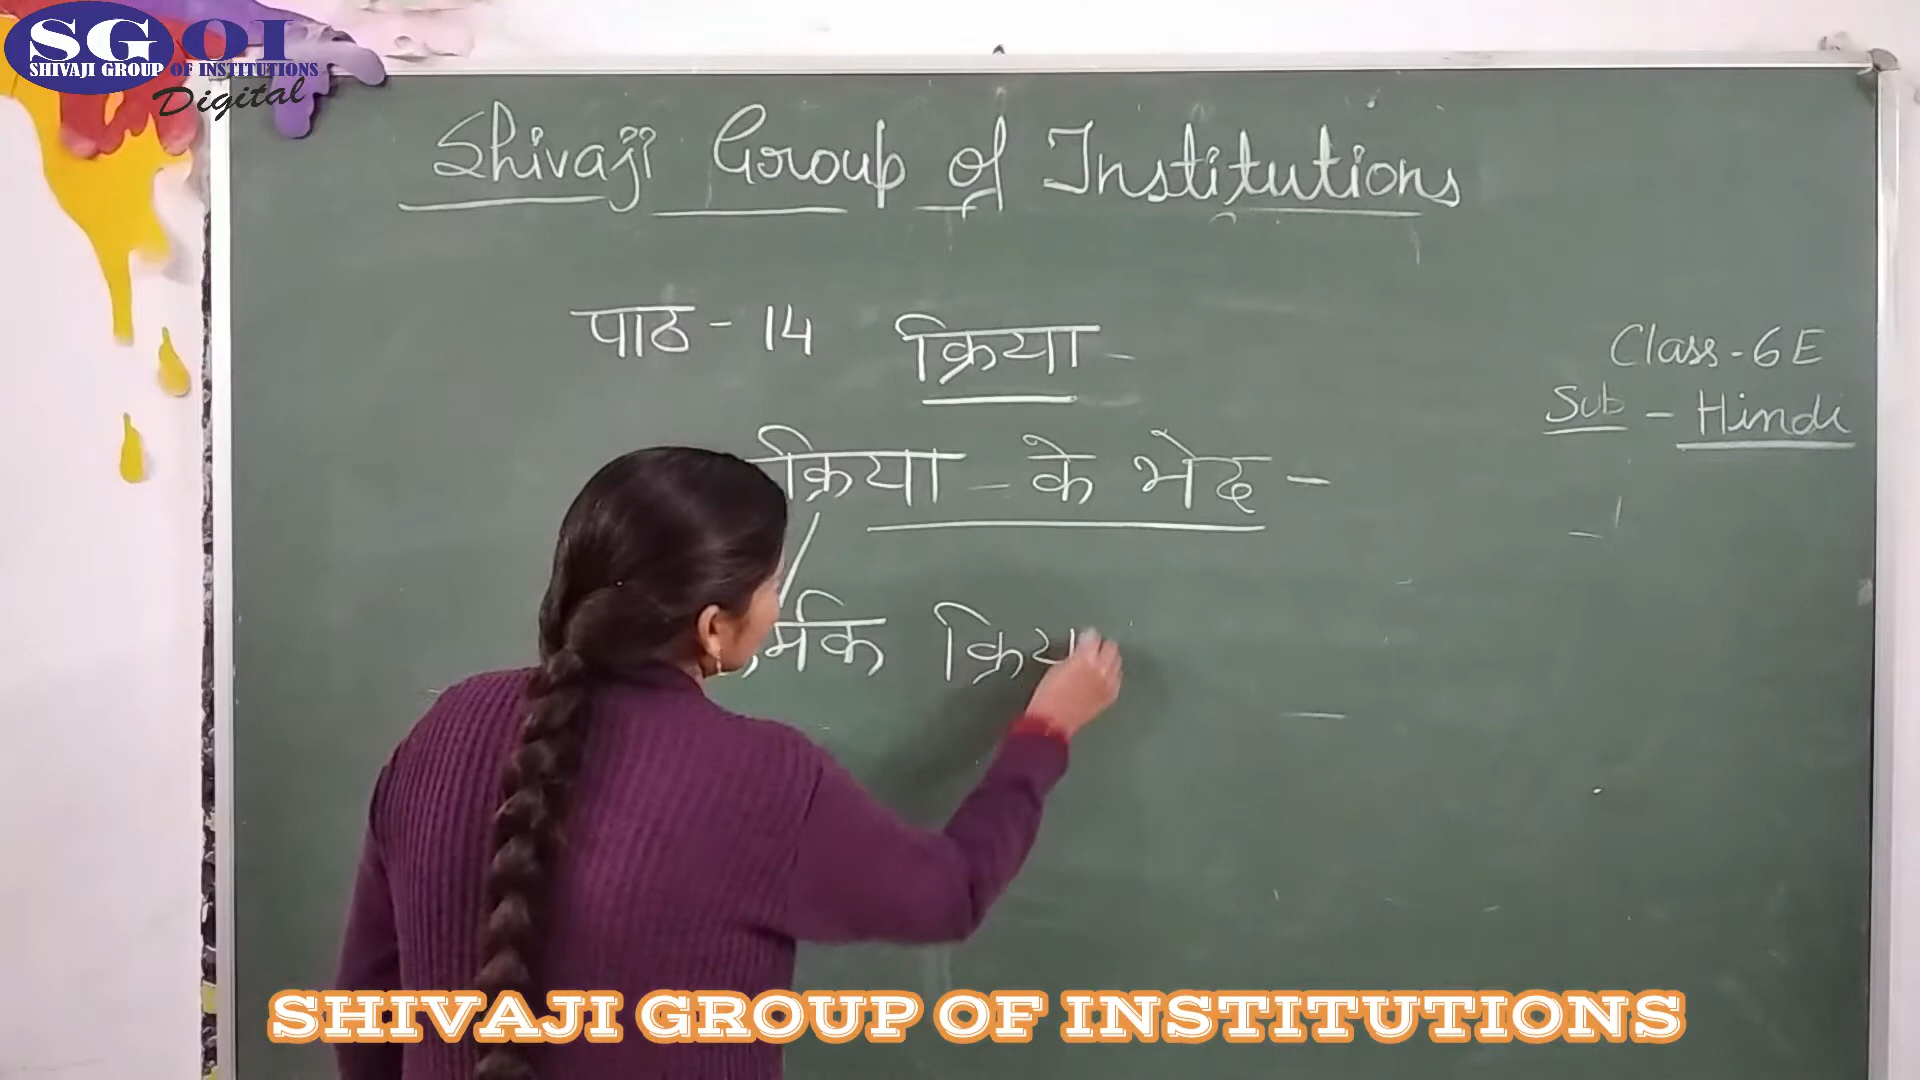 SGOI
SHIVAJI GROUP OF INSTITUTIONS
Digital
Shivaji Group of Institutions
पाठ - 14 क्रिया -
Class - 6 E
Sub - Hindi
क्रिया - के भेद -
क्रिय
SHIVAJI GROUP OF INSTITUTIONS